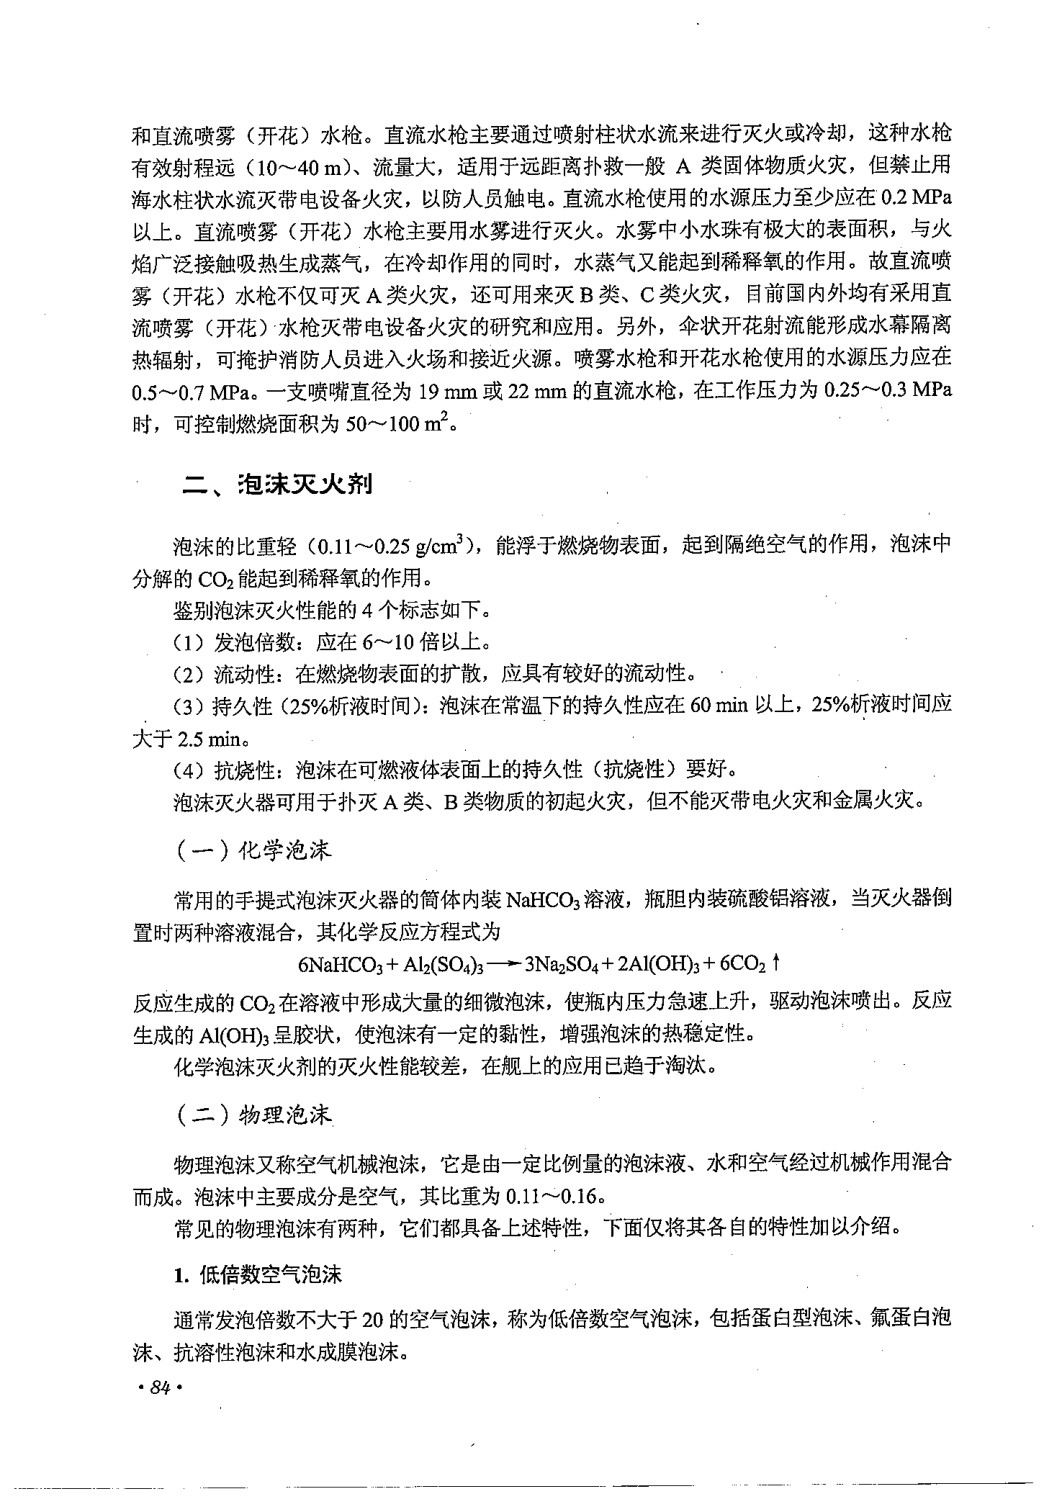 和直流喷雾（开花）水枪。直流水枪主要通过喷射柱状水流来进行灭火或冷却，这种水枪
有效射程远（10～40 m）、流量大，适用于远距离扑救一般 A 类固体物质火灾，但禁止用
海水柱状水流灭带电设备火灾，以防人员触电。直流水枪使用的水源压力至少应在 0.2 MPa
以上。直流喷雾（开花）水枪主要用水雾进行灭火。水雾中小水珠有极大的表面积，与火
焰广泛接触吸热生成蒸气，在冷却作用的同时，水蒸气又能起到稀释氧的作用。故直流喷
雾（开花）水枪不仅可灭 A 类火灾，还可用来灭 B 类、C 类火灾，目前国内外均有采用直
流喷雾（开花）水枪灭带电设备火灾的研究和应用。另外，伞状开花射流能形成水幕隔离
热辐射，可掩护消防人员进入火场和接近火源。喷雾水枪和开花水枪使用的水源压力应在
0.5～0.7 MPa。一支喷嘴直径为 19 mm 或 22 mm 的直流水枪，在工作压力为 0.25～0.3 MPa
时，可控制燃烧面积为 50～100 m²。
二、泡沫灭火剂
泡沫的比重轻（0.11～0.25 g/cm³），能浮于燃烧物表面，起到隔绝空气的作用，泡沫中
分解的 CO₂ 能起到稀释氧的作用。
鉴别泡沫灭火性能的 4 个标志如下。
（1）发泡倍数：应在 6～10 倍以上。
（2）流动性：在燃烧物表面的扩散，应具有较好的流动性。
（3）持久性（25%析液时间）：泡沫在常温下的持久性应在 60 min 以上，25%析液时间应
大于 2.5 min。
（4）抗烧性：泡沫在可燃液体表面上的持久性（抗烧性）要好。
泡沫灭火器可用于扑灭 A 类、B 类物质的初起火灾，但不能灭带电火灾和金属火灾。
（一）化学泡沫
常用的手提式泡沫灭火器的筒体内装 NaHCO₃ 溶液，瓶胆内装硫酸铝溶液，当灭火器倒
置时两种溶液混合，其化学反应方程式为
6NaHCO₃ + Al₂(SO₄)₃ → 3Na₂SO₄ + 2Al(OH)₃ + 6CO₂↑
反应生成的 CO₂ 在溶液中形成大量的细微泡沫，使瓶内压力急速上升，驱动泡沫喷出。反应
生成的 Al(OH)₃ 呈胶状，使泡沫有一定的黏性，增强泡沫的热稳定性。
化学泡沫灭火剂的灭火性能较差，在舰上的应用已趋于淘汰。
（二）物理泡沫
物理泡沫又称空气机械泡沫，它是由一定比例量的泡沫液、水和空气经过机械作用混合
而成。泡沫中主要成分是空气，其比重为 0.11～0.16。
常见的物理泡沫有两种，它们都具备上述特性，下面仅将其各自的特性加以介绍。
1. 低倍数空气泡沫
通常发泡倍数不大于 20 的空气泡沫，称为低倍数空气泡沫，包括蛋白型泡沫、氟蛋白泡
沫、抗溶性泡沫和水成膜泡沫。
·84·